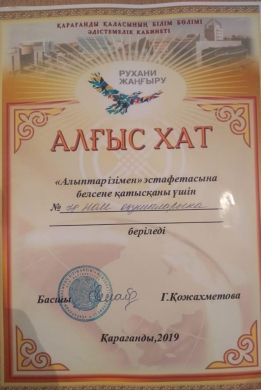 ҚАРАҒАНДЫ ҚАЛАСЫНЫҢ БІЛІМ БӨЛІМІ
ӘДІСТЕМЕЛІК КАБИНЕТІ
РУХАНИ
ЖАҢҒЫРУ
АЛҒЫС ХАТ
«Алыптар ізімен» эстафетасына
белсене қатысқаны үшін
№
беріледі
Басшы Г.Қожахметова
Қарағанды,2019